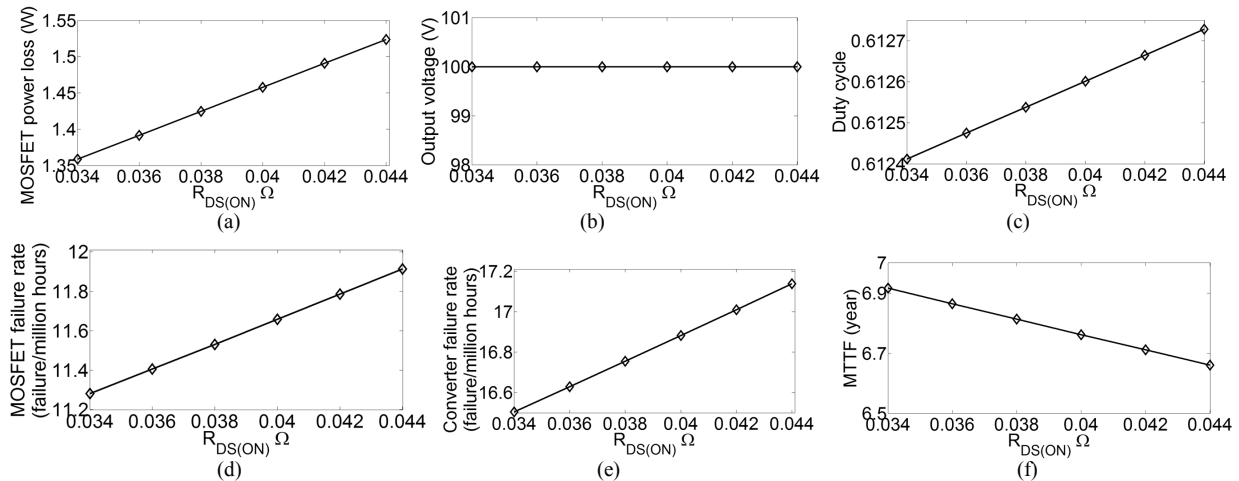 MOSFET power loss (W)
1.55
1.5
1.45
1.4
1.35
0.034 0.036 0.038 0.04 0.042 0.044
R_DS(ON) Ω
(a)
Output voltage (V)
101
100
99
98
0.034 0.036 0.038 0.04 0.042 0.044
R_DS(ON) Ω
(b)
Duty cycle
0.6127
0.6126
0.6125
0.6124
0.034 0.036 0.038 0.04 0.042 0.044
R_DS(ON) Ω
(c)
MOSFET failure rate
(failure/million hours)
12
11.8
11.6
11.4
11.2
0.034 0.036 0.038 0.04 0.042 0.044
R_DS(ON) Ω
(d)
Converter failure rate
(failure/million hours)
17.2
17
16.8
16.6
0.034 0.036 0.038 0.04 0.042 0.044
R_DS(ON) Ω
(e)
MTTF (year)
7
6.9
6.7
6.5
0.034 0.036 0.038 0.04 0.042 0.044
R_DS(ON) Ω
(f)